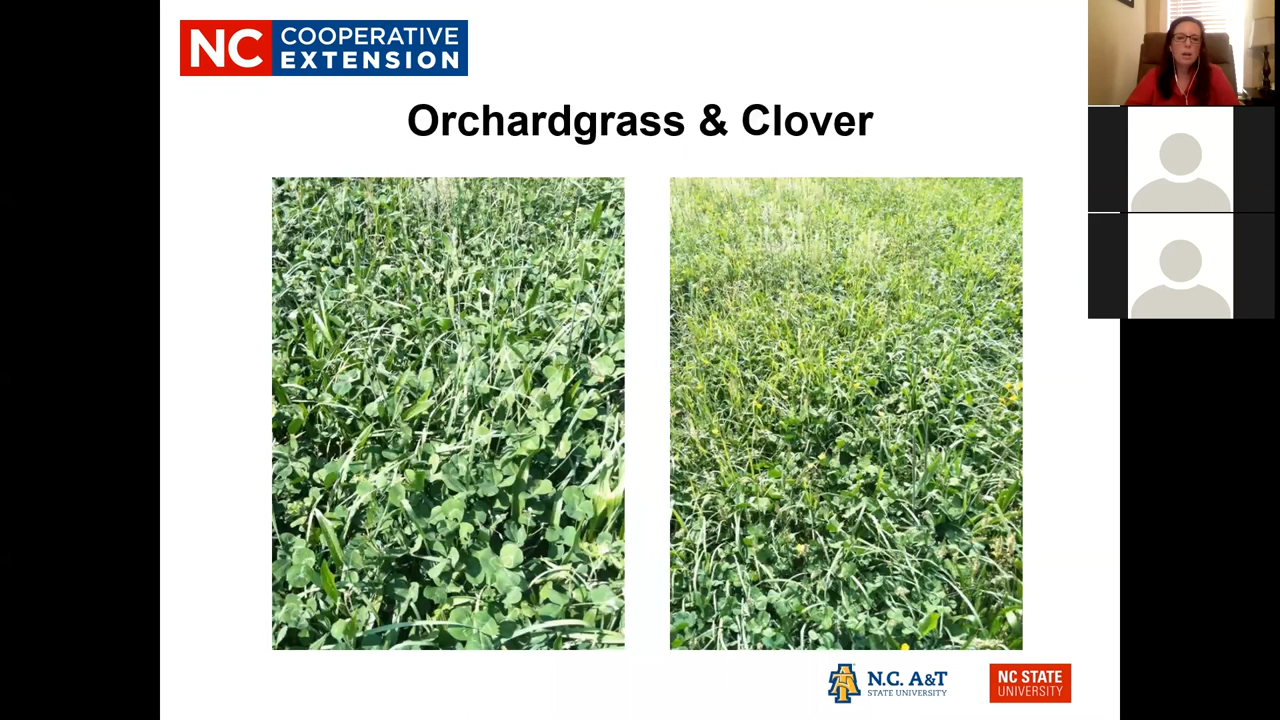 NC COOPERATIVE
EXTENSION
Orchardgrass & Clover
N.C. A&T
STATE UNIVERSITY
NC STATE
UNIVERSITY